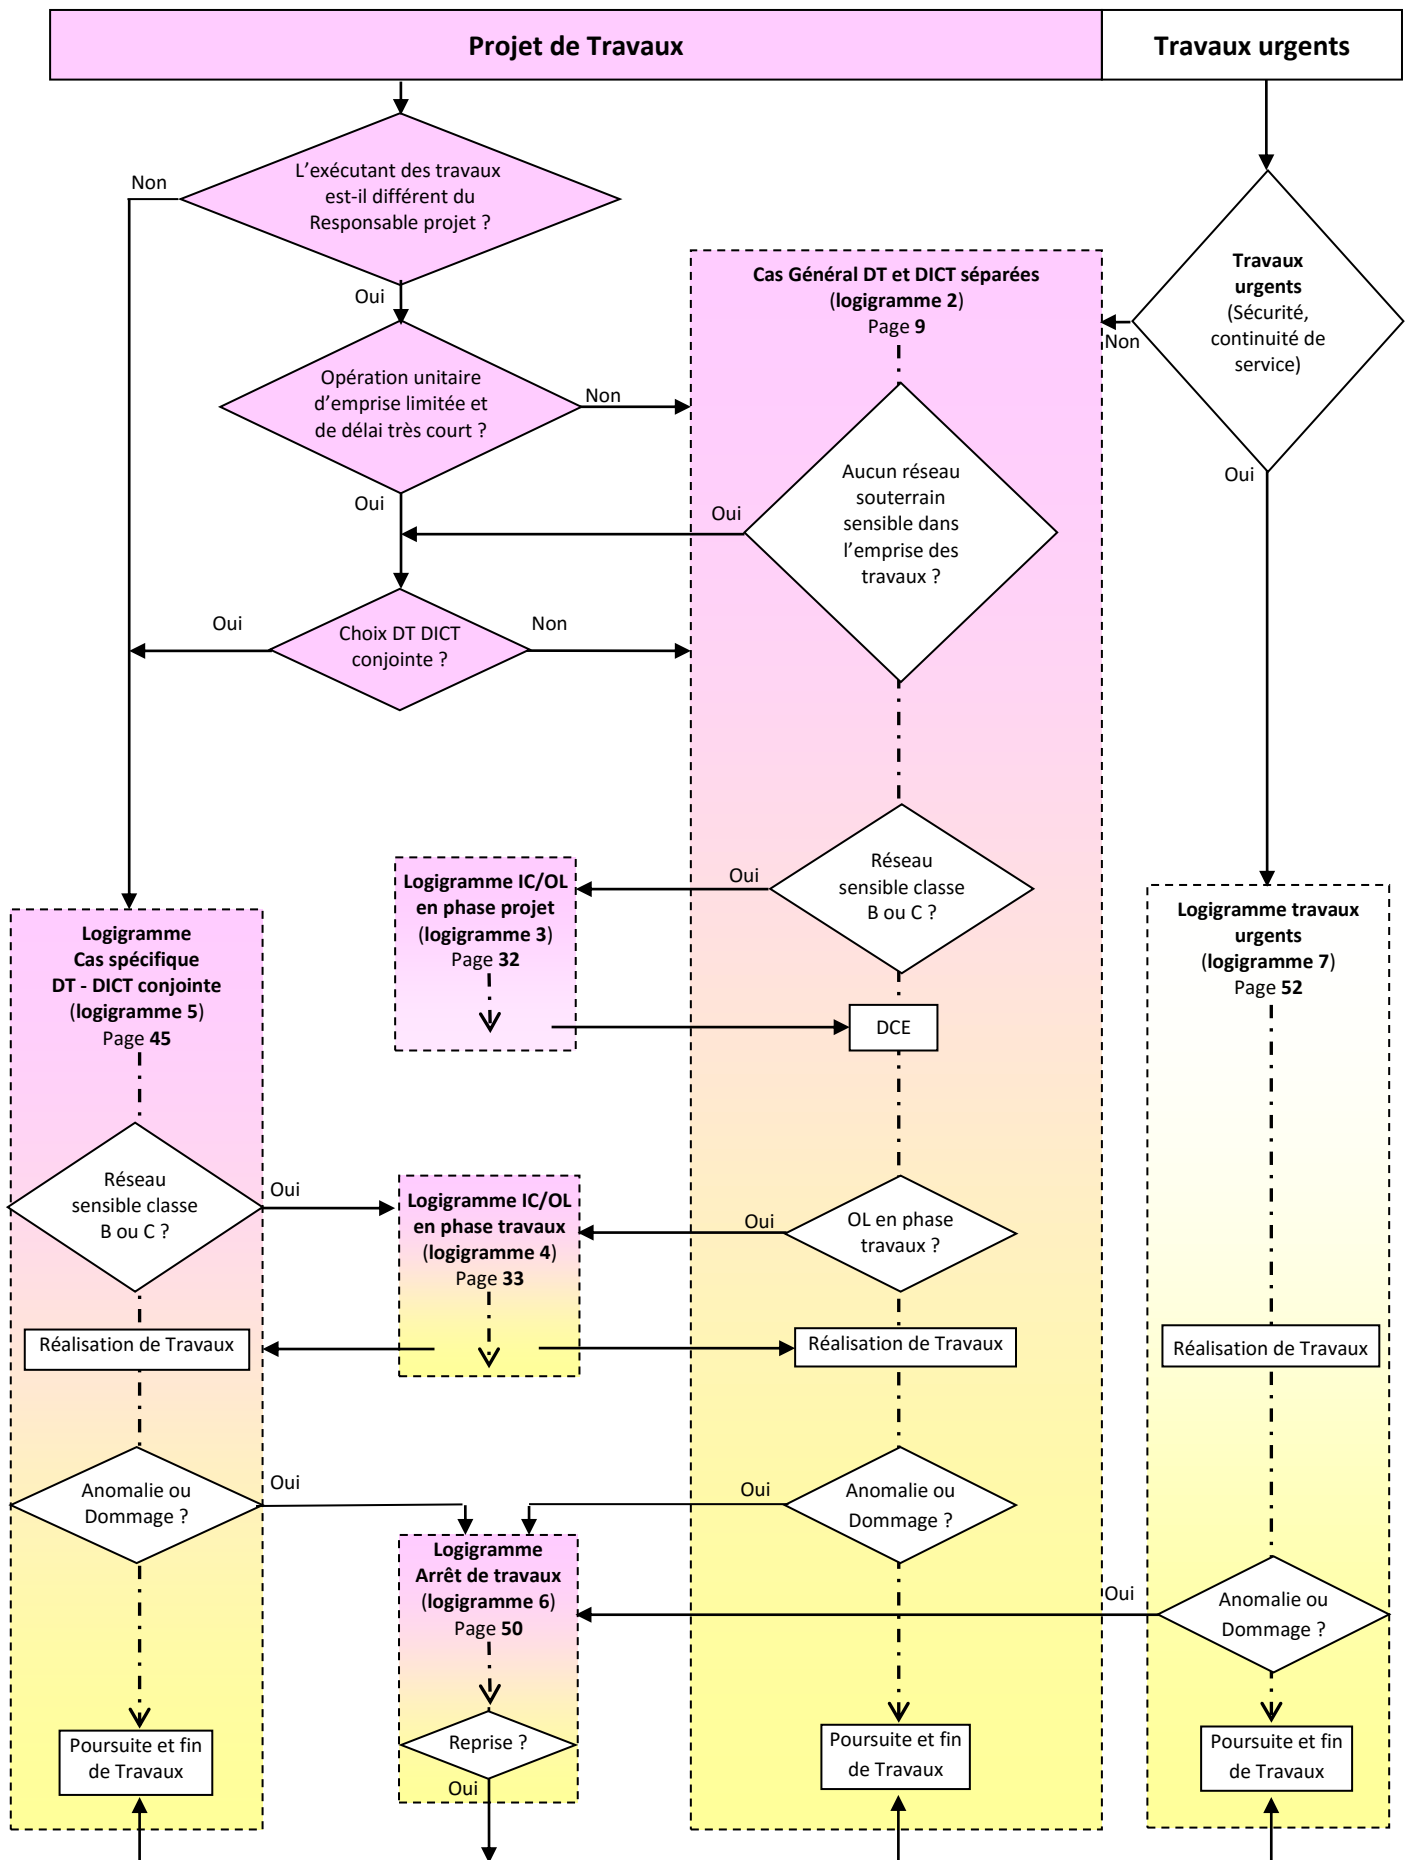 Projet de Travaux
Travaux urgents
L’exécutant des travaux
est-il différent du
Responsable projet ?
Non
Oui
Cas Général DT et DICT séparées
(logigramme 2)
Page 9
Travaux
urgents
(Sécurité,
continuité de
service)
Non
Oui
Opération unitaire
d’emprise limitée et
de délai très court ?
Non
Oui
Aucun réseau
souterrain
sensible dans
l’emprise des
travaux ?
Oui
Choix DT DICT
conjointe ?
Oui
Non
Réseau
sensible classe
B ou C ?
Oui
Logigramme IC/OL
en phase projet
(logigramme 3)
Page 32
DCE
Logigramme
Cas spécifique
DT - DICT conjointe
(logigramme 5)
Page 45
Logigramme travaux
urgents
(logigramme 7)
Page 52
Réseau
sensible classe
B ou C ?
Oui
Logigramme IC/OL
en phase travaux
(logigramme 4)
Page 33
Oui
OL en phase
travaux ?
Réalisation de Travaux
Réalisation de Travaux
Réalisation de Travaux
Anomalie ou
Dommage ?
Oui
Oui
Anomalie ou
Dommage ?
Logigramme
Arrêt de travaux
(logigramme 6)
Page 50
Oui
Anomalie ou
Dommage ?
Reprise ?
Oui
Poursuite et fin
de Travaux
Poursuite et fin
de Travaux
Poursuite et fin
de Travaux